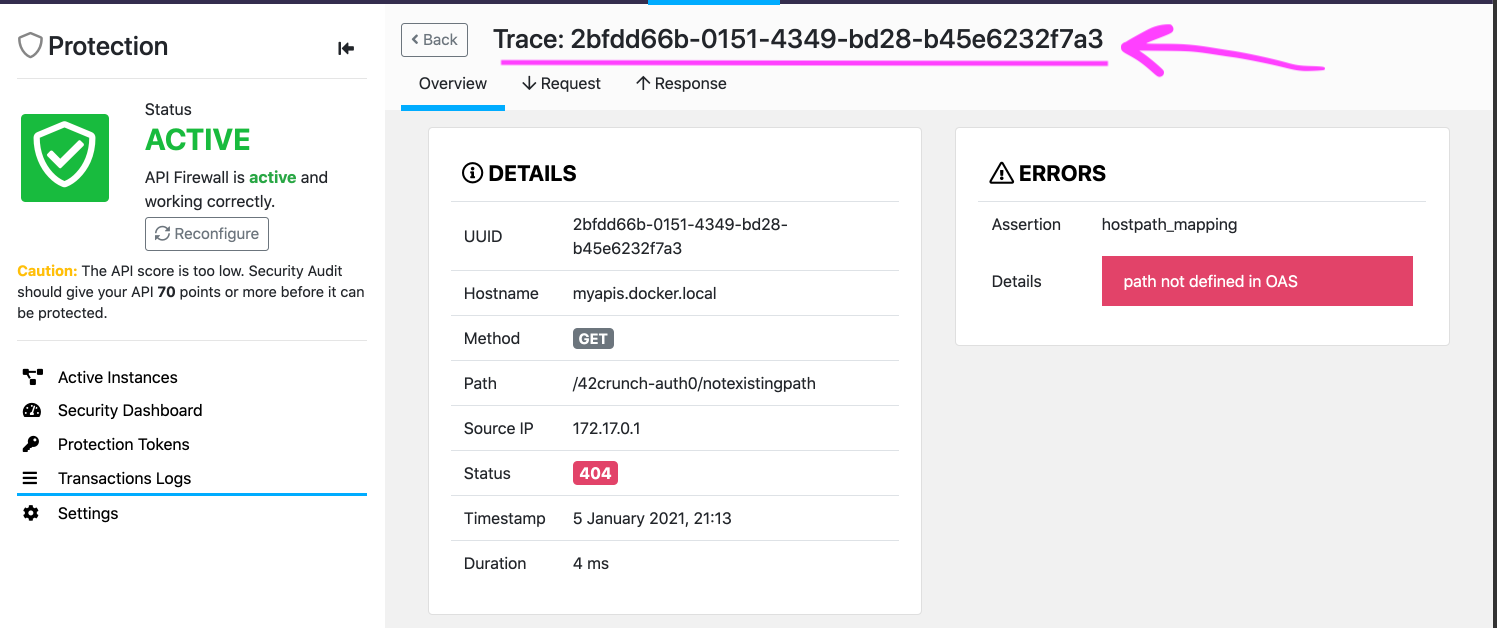 Protection
Status
ACTIVE
API Firewall is active and
working correctly.
Reconfigure
Caution: The API score is too low. Security Audit
should give your API 70 points or more before it can
be protected.
Active Instances
Security Dashboard
Protection Tokens
Transactions Logs
Settings
Back
Trace: 2bfdd66b-0151-4349-bd28-b45e6232f7a3
Overview
Request
Response
DETAILS
UUID 2bfdd66b-0151-4349-bd28-
b45e6232f7a3
Hostname myapis.docker.local
Method GET
Path /42crunch-auth0/notexistingpath
Source IP 172.17.0.1
Status 404
Timestamp 5 January 2021, 21:13
Duration 4 ms
ERRORS
Assertion hostpath_mapping
Details path not defined in OAS